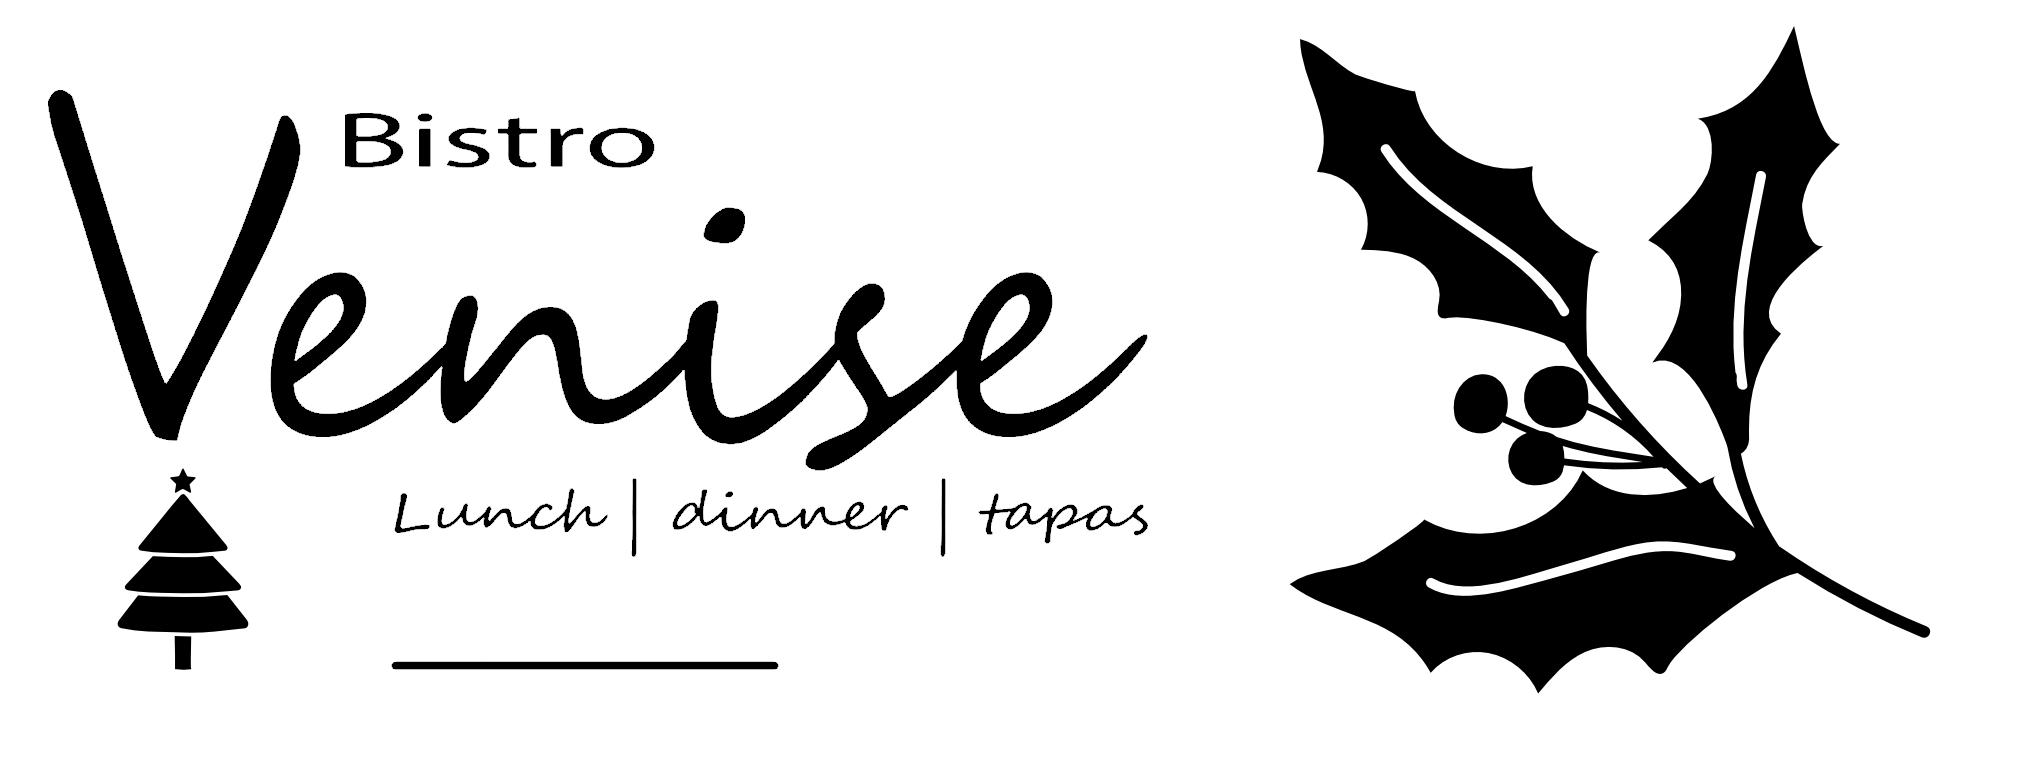 Bistro
Venise
Lunch | dinner | tapas